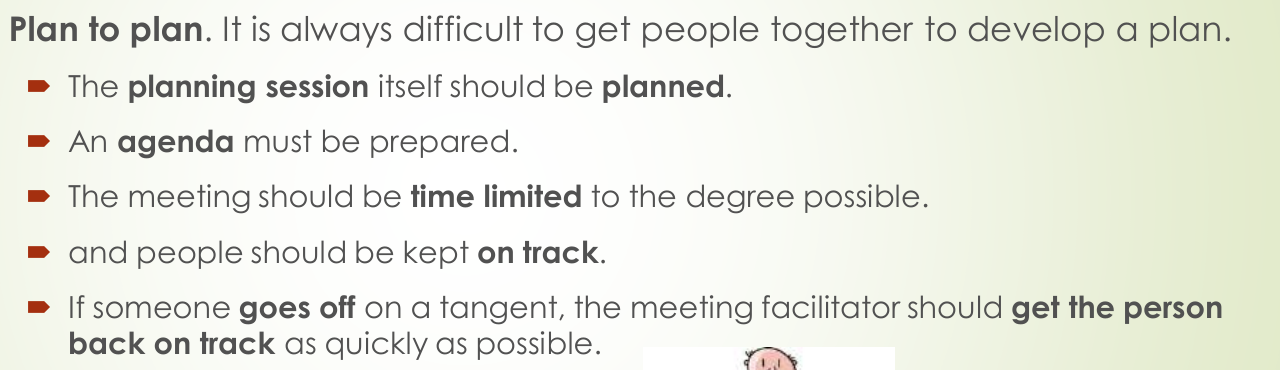 Plan to plan. It is always difficult to get people together to develop a plan.
The planning session itself should be planned.
An agenda must be prepared.
The meeting should be time limited to the degree possible.
and people should be kept on track.
If someone goes off on a tangent, the meeting facilitator should get the person
back on track as quickly as possible.